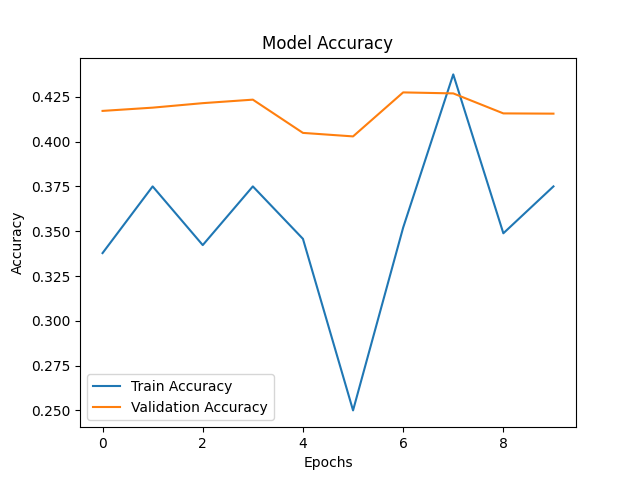 Model Accuracy
0.425
0.400
0.375
0.350
0.325
0.300
0.275
0.250
Accuracy
Train Accuracy
Validation Accuracy
0 2 4 6 8
Epochs